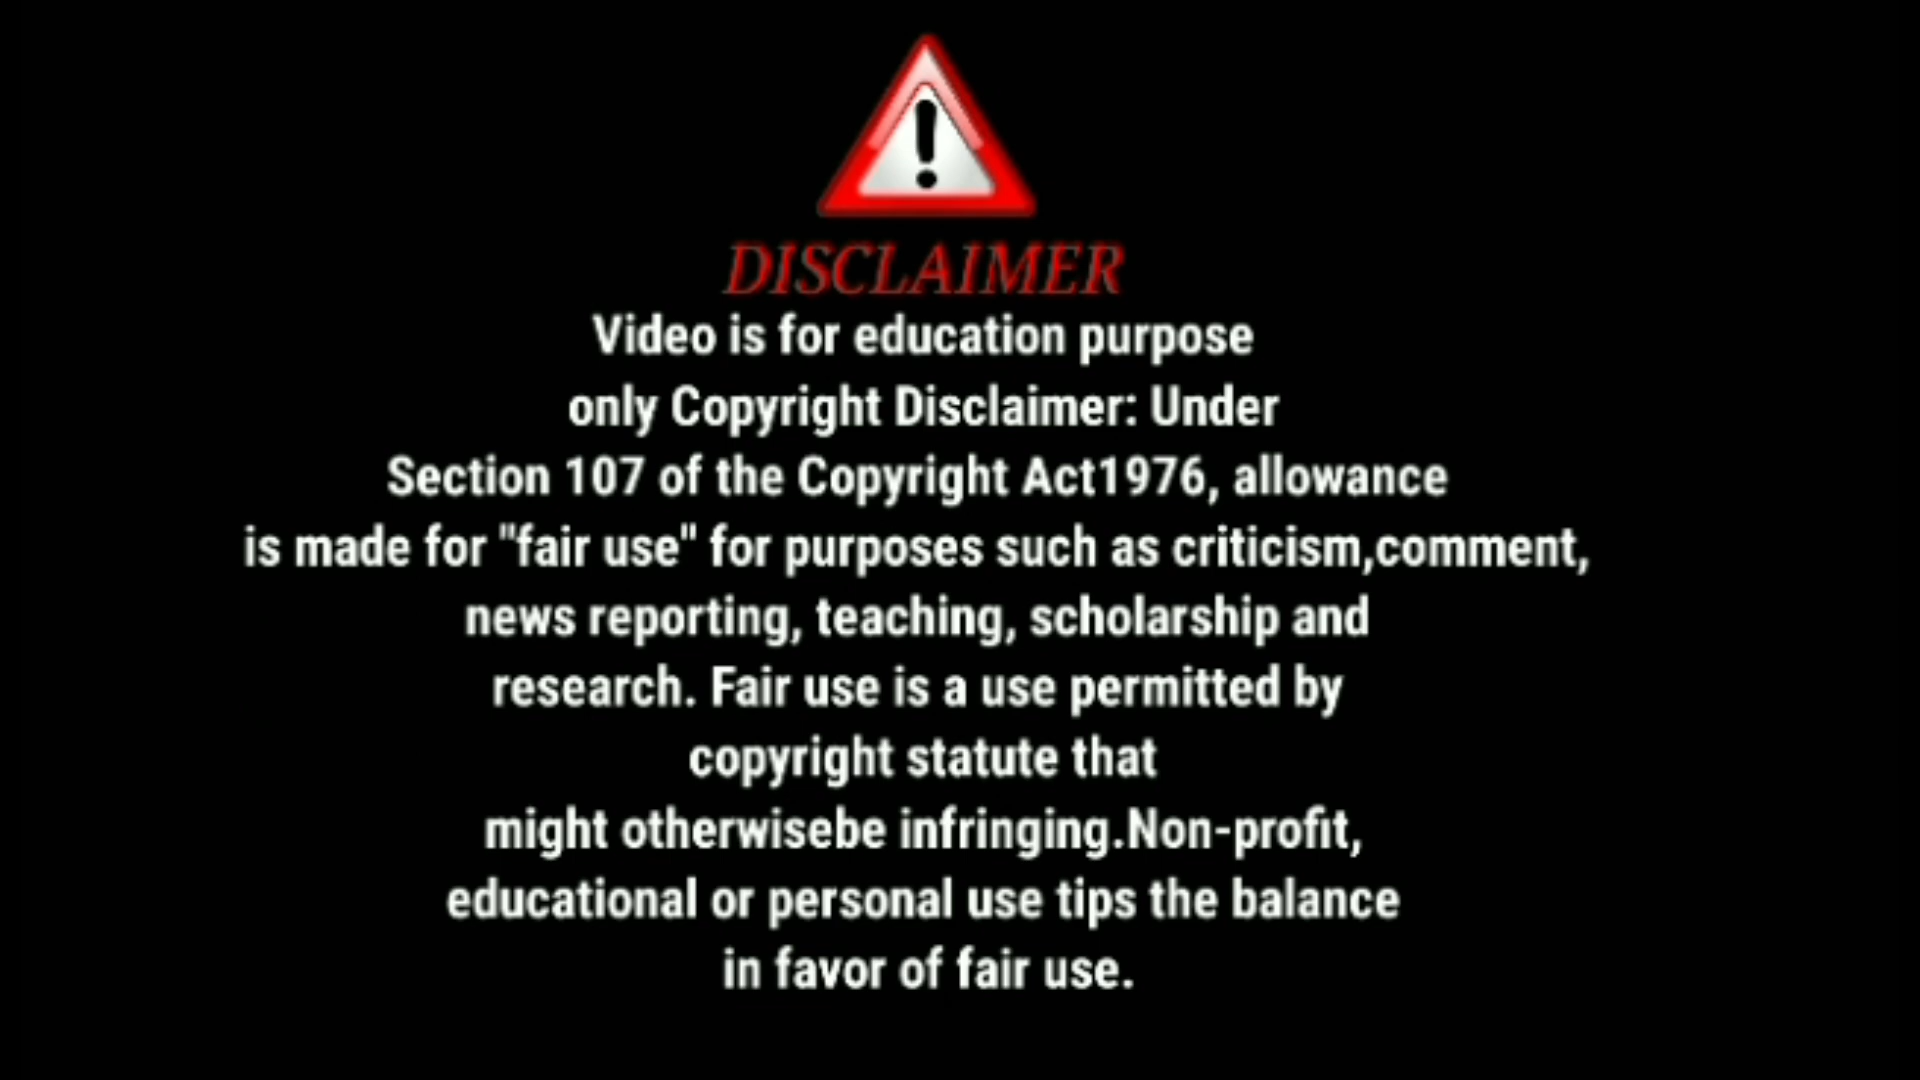 DISCLAIMER
Video is for education purpose
only Copyright Disclaimer: Under
Section 107 of the Copyright Act1976, allowance
is made for "fair use" for purposes such as criticism,comment,
news reporting, teaching, scholarship and
research. Fair use is a use permitted by
copyright statute that
might otherwisebe infringing.Non-profit,
educational or personal use tips the balance
in favor of fair use.